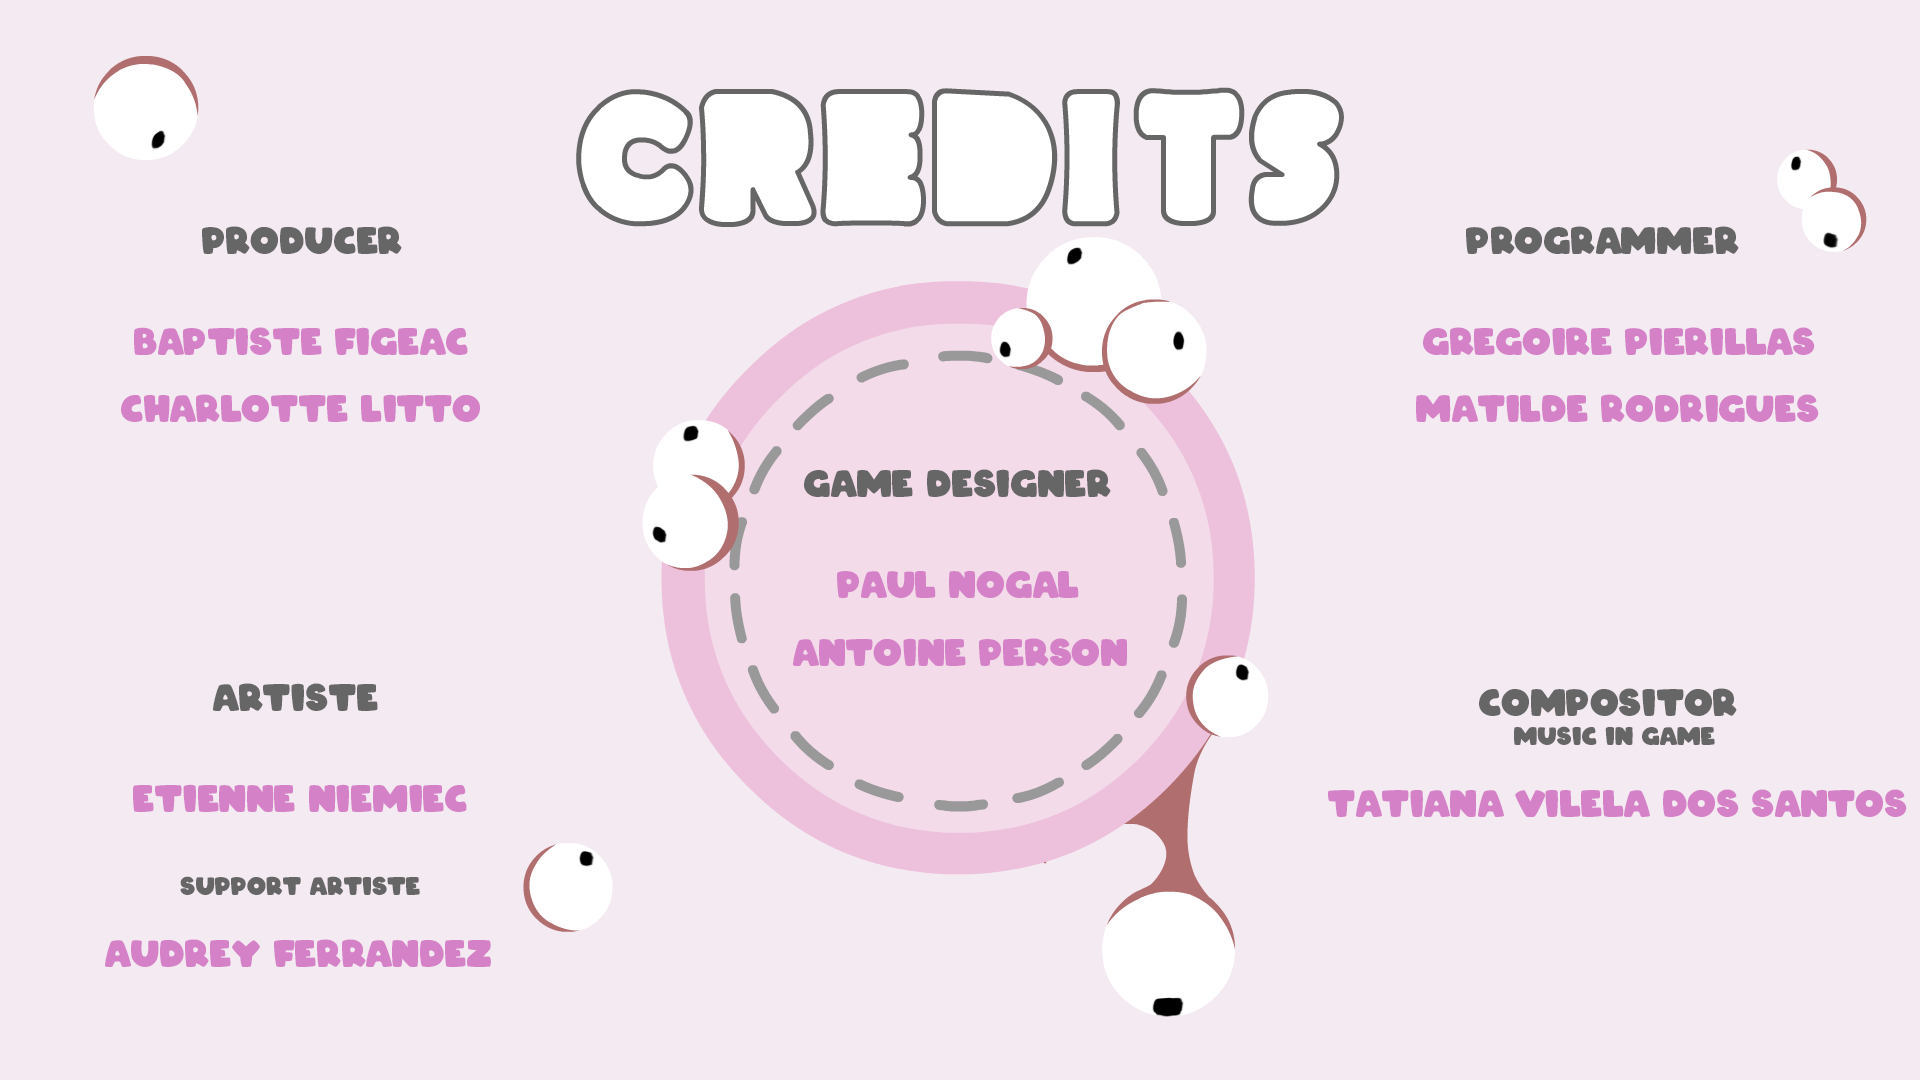 CREDITS
PRODUCER
BAPTISTE FIGEAC
CHARLOTTE LITTO
PROGRAMMER
GREGOIRE PIERILLAS
MATILDE RODRIGUES
GAME DESIGNER
PAUL NOGAL
ANTOINE PERSON
ARTISTE
ETIENNE NIEMIEC
SUPPORT ARTISTE
AUDREY FERRANDEZ
COMPOSITOR
MUSIC IN GAME
TATIANA VILELA DOS SANTOS